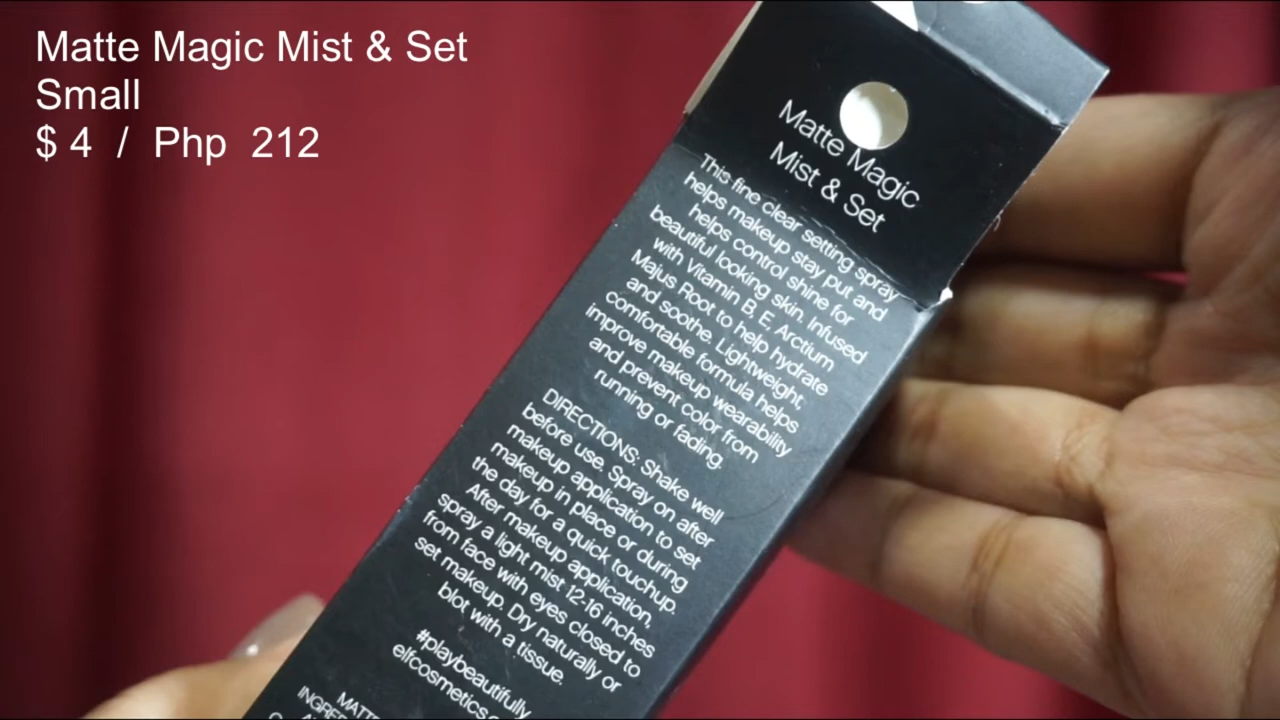 Matte Magic Mist & Set
Small
$ 4 / Php 212
Matte Magic
Mist & Set
This fine clear setting spray
helps makeup stay put and
helps control shine for
beautiful looking skin. Infused
with Vitamin B, E, Arctium
Majus Root to help hydrate
and soothe. Lightweight,
comfortable formula helps
improve makeup wearability
and prevent color from
running or fading.
DIRECTIONS: Shake well
before use. Spray on after
makeup application to set
makeup in place or during
the day for a quick touchup.
After makeup application,
spray a light mist 12-16 inches
from face with eyes closed to
set makeup. Dry naturally or
blot with a tissue.
#playbeautifully